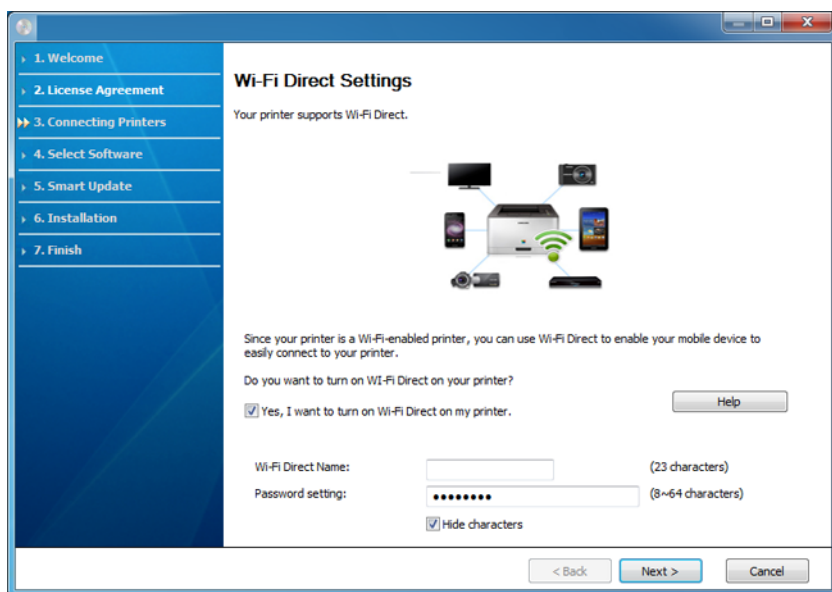 1. Welcome
2. License Agreement
3. Connecting Printers
4. Select Software
5. Smart Update
6. Installation
7. Finish
Wi-Fi Direct Settings
Your printer supports Wi-Fi Direct.
Since your printer is a Wi-Fi-enabled printer, you can use Wi-Fi Direct to enable your mobile device to
easily connect to your printer.
Do you want to turn on WI-Fi Direct on your printer?
Yes, I want to turn on Wi-Fi Direct on my printer.
Help
Wi-Fi Direct Name: (23 characters)
Password setting: •••••••• (8~64 characters)
Hide characters
< Back Next > Cancel